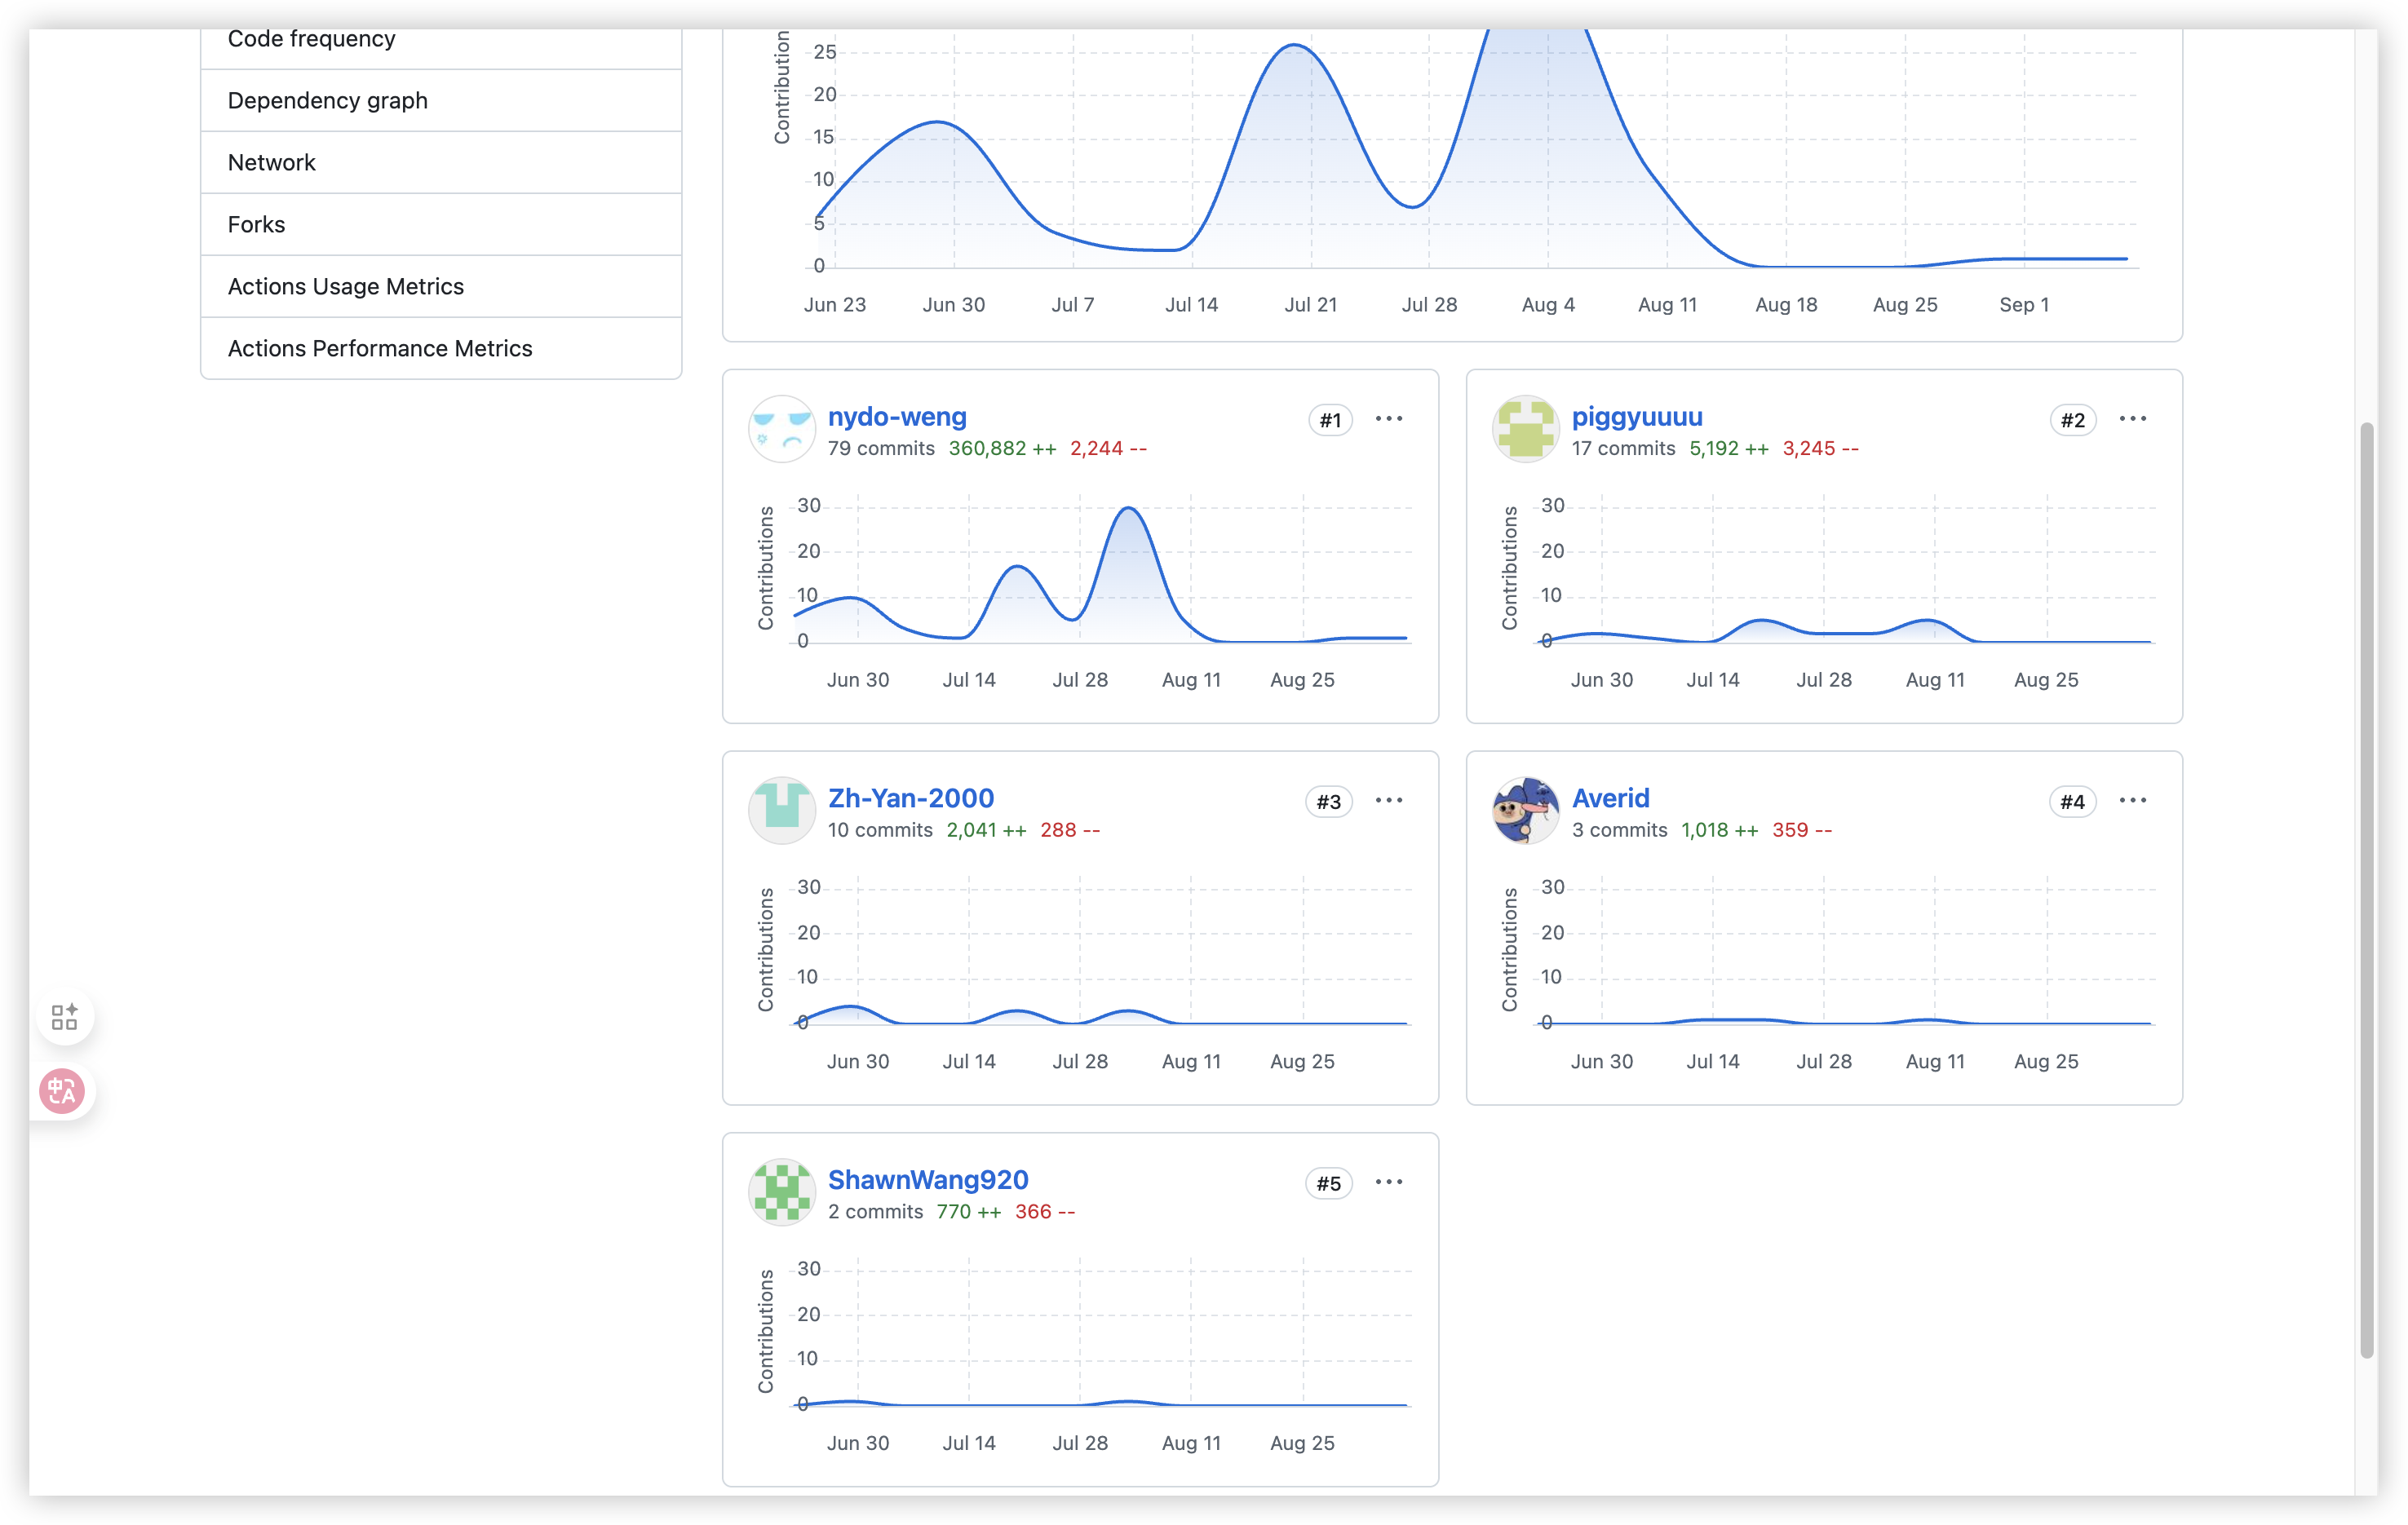 Code frequency
Dependency graph
Network
Forks
Actions Usage Metrics
Actions Performance Metrics
Contribution
25
20
15
10
5
0
Jun 23 Jun 30 Jul 7 Jul 14 Jul 21 Jul 28 Aug 4 Aug 11 Aug 18 Aug 25 Sep 1
nydo-weng #1
79 commits 360,882 ++ 2,244 --
Contributions
30
20
10
0
Jun 30 Jul 14 Jul 28 Aug 11 Aug 25
piggyuuuu #2
17 commits 5,192 ++ 3,245 --
Contributions
30
20
10
0
Jun 30 Jul 14 Jul 28 Aug 11 Aug 25
Zh-Yan-2000 #3
10 commits 2,041 ++ 288 --
Contributions
30
20
10
0
Jun 30 Jul 14 Jul 28 Aug 11 Aug 25
Averid #4
3 commits 1,018 ++ 359 --
Contributions
30
20
10
0
Jun 30 Jul 14 Jul 28 Aug 11 Aug 25
ShawnWang920 #5
2 commits 770 ++ 366 --
Contributions
30
20
10
0
Jun 30 Jul 14 Jul 28 Aug 11 Aug 25
中A